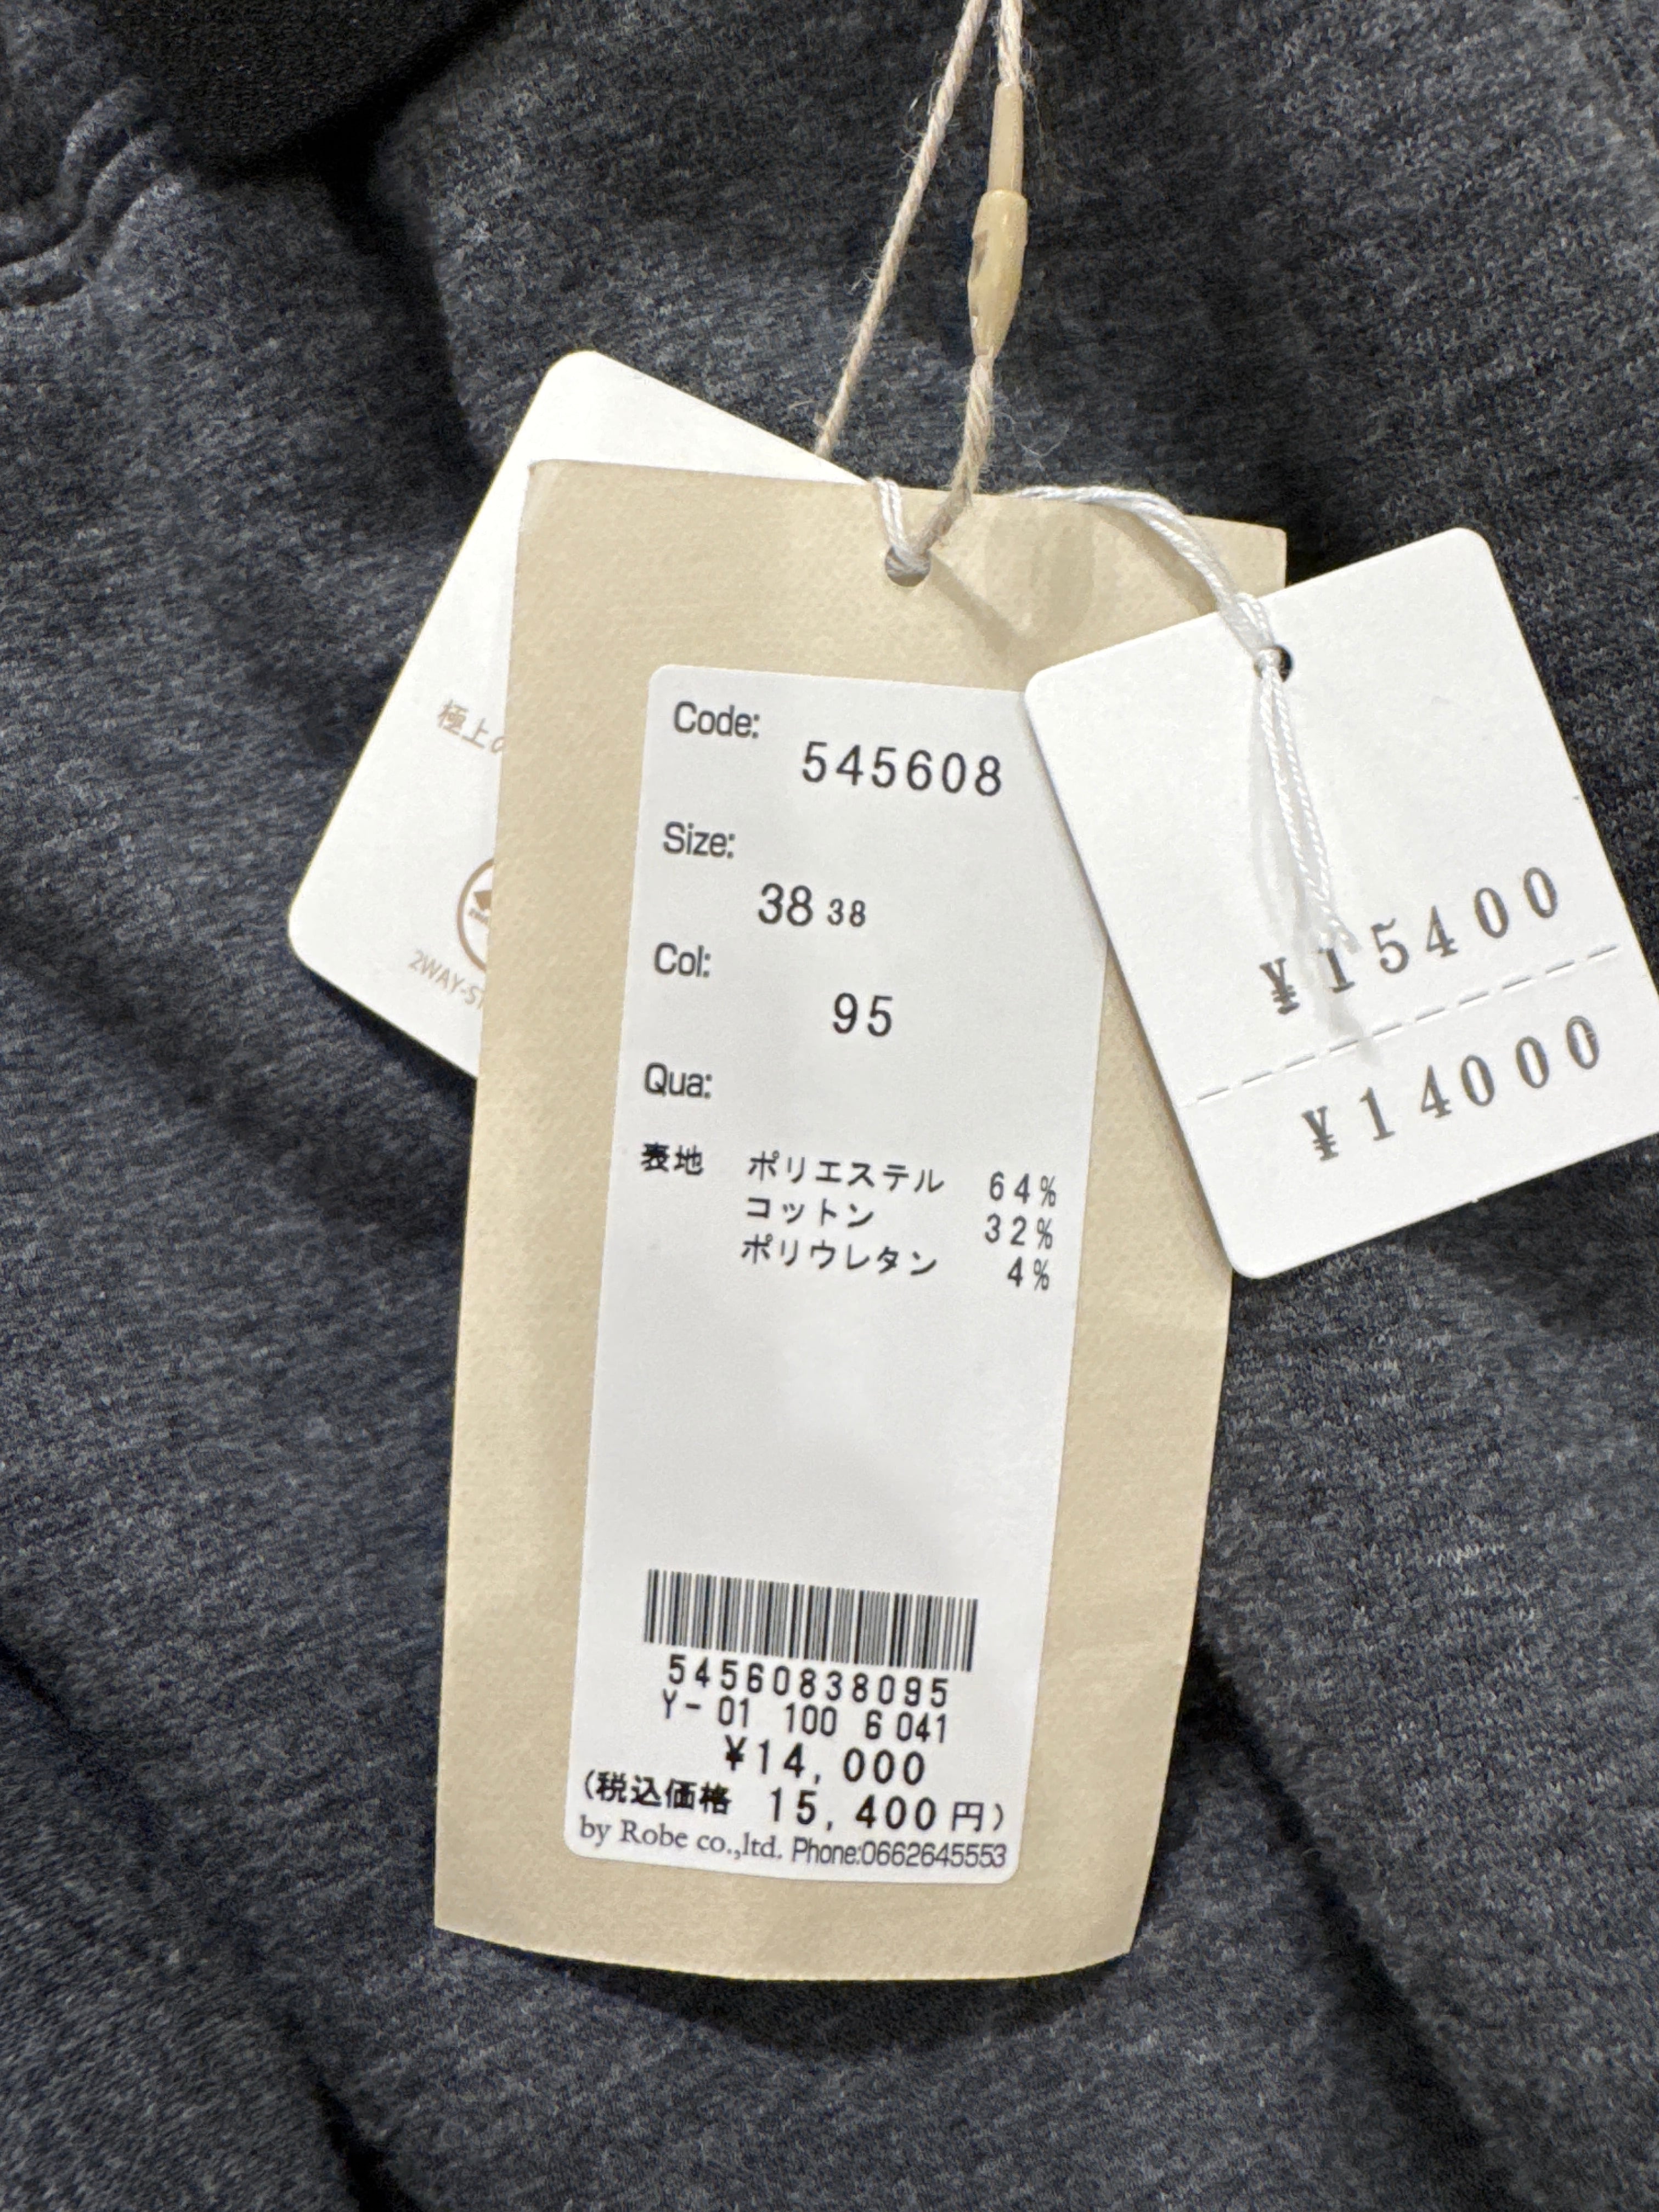 極上の
2WAY-ST
Code:
545608
Size:
38 38
Col:
95
Qua:
表地 ポリエステル 64%
コットン 32%
ポリウレタン 4%
54560838095
Y- 01 100 6 041
¥14,000
(税込価格 15,400円)
by Robe co.,ltd. Phone:0662645553
¥15400
¥14000